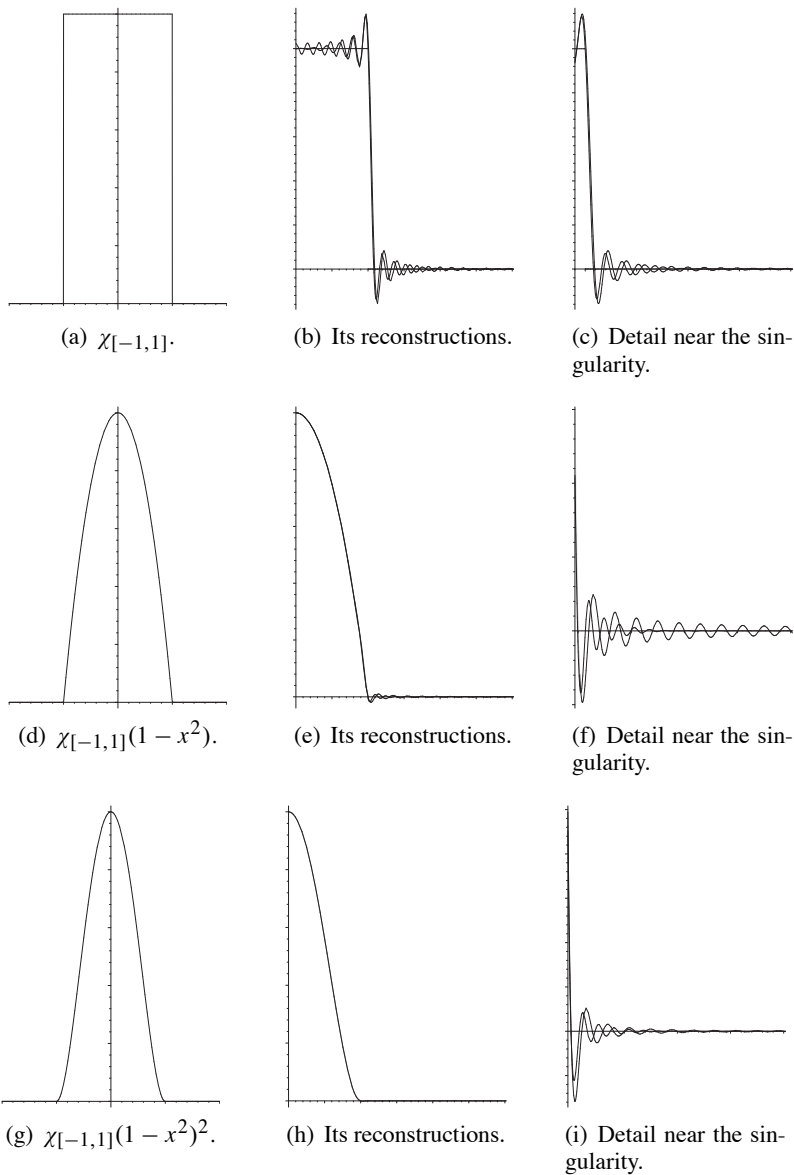 (a) χ[−1,1].
(b) Its reconstructions.
(c) Detail near the sin-
gularity.
(d) χ[−1,1](1 − x²).
(e) Its reconstructions.
(f) Detail near the sin-
gularity.
(g) χ[−1,1](1 − x²)².
(h) Its reconstructions.
(i) Detail near the sin-
gularity.